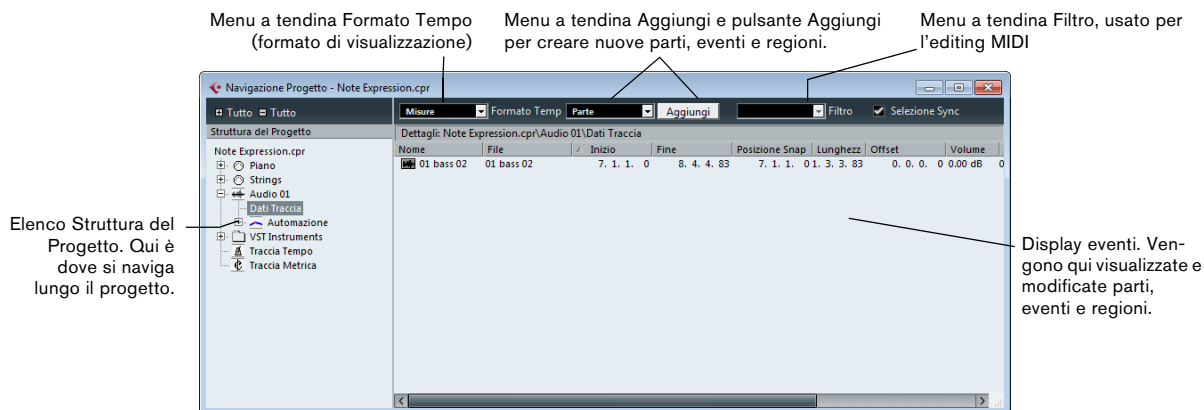 Menu a tendina Formato Tempo
(formato di visualizzazione)
Menu a tendina Aggiungi e pulsante Aggiungi
per creare nuove parti, eventi e regioni.
Menu a tendina Filtro, usato per
l'editing MIDI
Navigazione Progetto - Note Expression.cpr
Tutto Tutto
Misure Formato Temp Parte Aggiungi Filtro Selezione Sync
Struttura del Progetto
Dettagli: Note Expression.cpr\Audio 01\Dati Traccia
Nome File Inizio Fine Posizione Snap Lunghezz Offset Volume
01 bass 02 01 bass 02 7. 1. 1. 0 8. 4. 4. 83 7. 1. 1. 0 1. 3. 3. 83 0. 0. 0. 0 0.00 dB 0
Note Expression.cpr
Piano
Strings
Audio 01
Dati Traccia
Automazione
VST Instruments
Traccia Tempo
Traccia Metrica
Elenco Struttura del
Progetto. Qui è
dove si naviga
lungo il progetto.
Display eventi. Ven-
gono qui visualizzate e
modificate parti,
eventi e regioni.